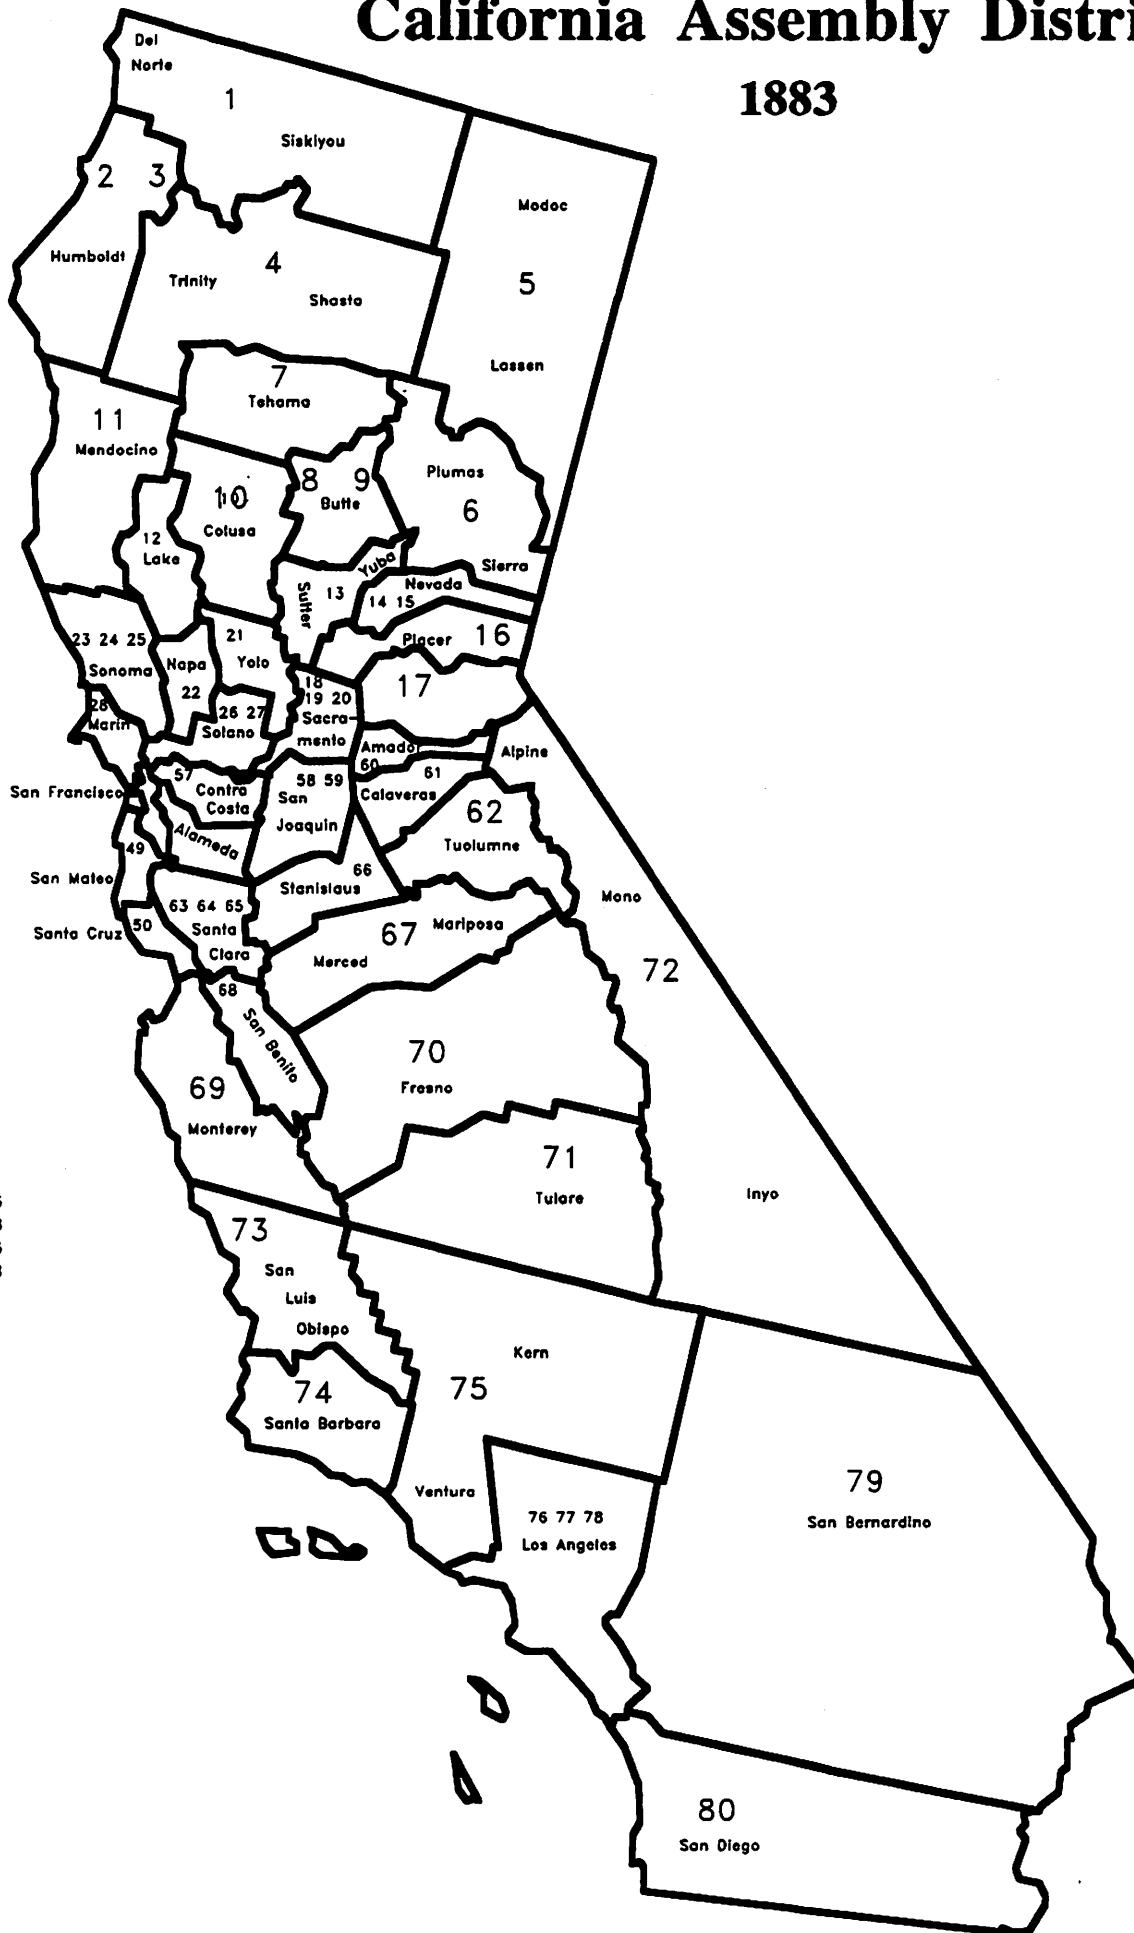 California Assembly Distri
1883
Del
Norte
1
Siskiyou
2 3
Humboldt
Modoc
5
Lassen
4
Trinity
Shasta
7
Tehama
11
Mendocino
10
Colusa
8 9
Butte
Plumas
6
Sierra
12
Lake
Sutter
13
Yuba
Nevada
14 15
Placer 16
23 24 25
Sonoma
Napa
22
21
Yolo
17
18
19 20
Sacra-
mento
28
Marin
26 27
Solano
Amador
60
Alpine
61
Calaveras
57
Contra
Costa
58 59
San
Joaquin
San Francisco
62
Tuolumne
Alameda
49
San Mateo
66
Stanislaus
Mono
63 64 65
Santa
Clara
50
Santa Cruz
67
Mariposa
Merced
72
68
San Benito
70
Fresno
69
Monterey
71
Tulare
Inyo
73
San
Luis
Obispo
Kern
75
74
Santa Barbara
Ventura
76 77 78
Los Angeles
79
San Bernardino
80
San Diego